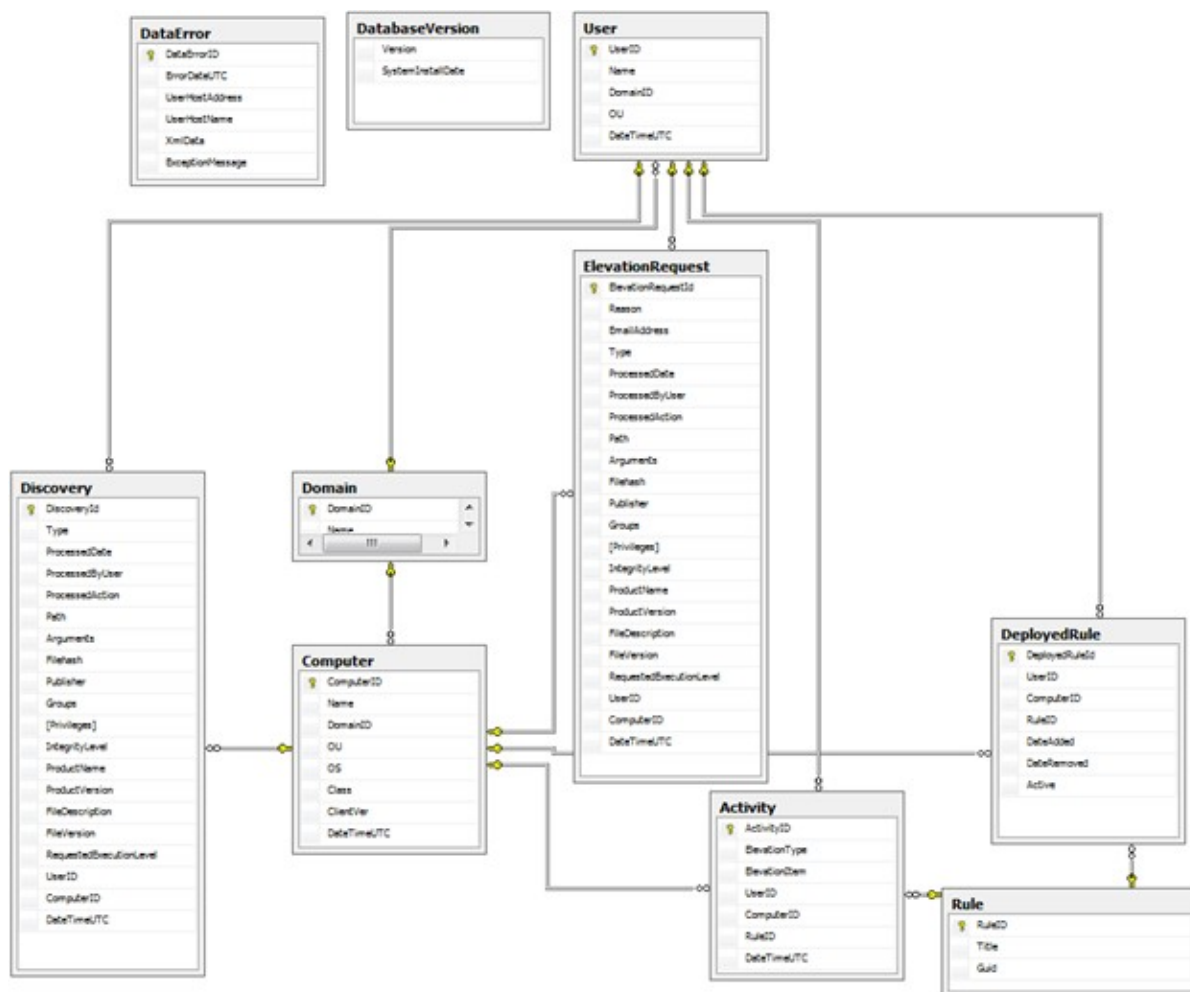 DataError
DataErrorID
ErrorDateUTC
UserHostAddress
UserHostName
XmlData
ExceptionMessage
DatabaseVersion
Version
SystemInstallDate
User
UserID
Name
DomainID
OU
DateTimeUTC
ElevationRequest
ElevationRequestId
Reason
EmailAddress
Type
ProcessedDate
ProcessedByUser
ProcessedAction
Path
Arguments
Filehash
Publisher
Groups
[Privileges]
IntegrityLevel
ProductName
ProductVersion
FileDescription
FileVersion
RequestedExecutionLevel
UserID
ComputerID
DateTimeUTC
Discovery
DiscoveryId
Type
ProcessedDate
ProcessedByUser
ProcessedAction
Path
Arguments
Filehash
Publisher
Groups
[Privileges]
IntegrityLevel
ProductName
ProductVersion
FileDescription
FileVersion
RequestedExecutionLevel
UserID
ComputerID
DateTimeUTC
Domain
DomainID
Name
Computer
ComputerID
Name
DomainID
OU
OS
Class
ClientVer
DateTimeUTC
DeployedRule
DeployedRuleId
UserID
ComputerID
RuleID
DateAdded
DateRemoved
Active
Activity
ActivityID
ElevationType
ElevationItem
UserID
ComputerID
RuleID
DateTimeUTC
Rule
RuleID
Title
Guid